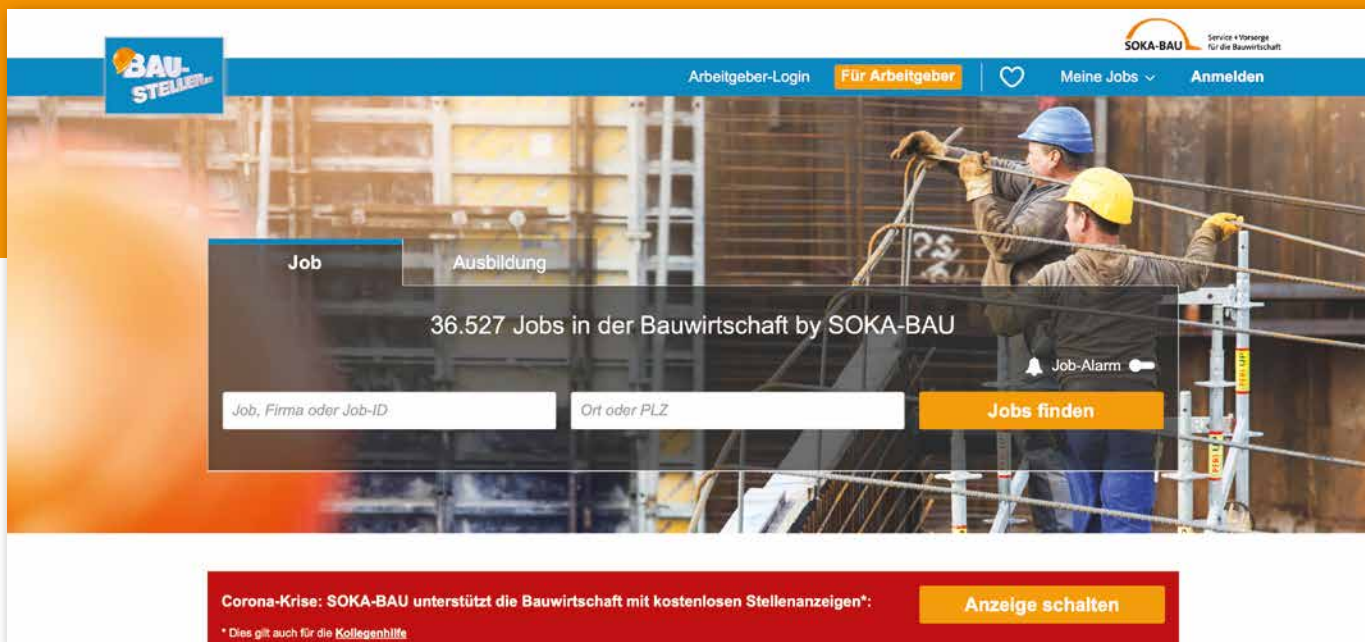 SOKA-BAU
Service + Vorsorge
für die Bauwirtschaft
BAU-
STELLEN
Arbeitgeber-Login Für Arbeitgeber Meine Jobs Anmelden
Job Ausbildung
36.527 Jobs in der Bauwirtschaft by SOKA-BAU
Job-Alarm
Job, Firma oder Job-ID Ort oder PLZ Jobs finden
Corona-Krise: SOKA-BAU unterstützt die Bauwirtschaft mit kostenlosen Stellenanzeigen*: Anzeige schalten
* Dies gilt auch für die Kollegenhilfe